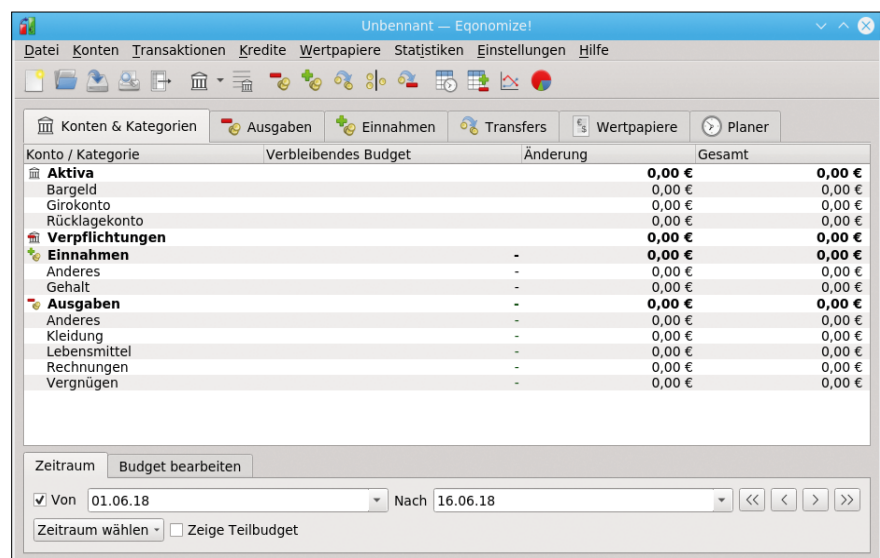 Unbennant — Eqonomize!
Datei Konten Transaktionen Kredite Wertpapiere Statistiken Einstellungen Hilfe
Konten & Kategorien Ausgaben Einnahmen Transfers Wertpapiere Planer
Konto / Kategorie Verbleibendes Budget Änderung Gesamt
Aktiva 0,00 € 0,00 €
Bargeld 0,00 € 0,00 €
Girokonto 0,00 € 0,00 €
Rücklagekonto 0,00 € 0,00 €
Verpflichtungen 0,00 € 0,00 €
Einnahmen - 0,00 € 0,00 €
Anderes - 0,00 € 0,00 €
Gehalt - 0,00 € 0,00 €
Ausgaben - 0,00 € 0,00 €
Anderes - 0,00 € 0,00 €
Kleidung - 0,00 € 0,00 €
Lebensmittel - 0,00 € 0,00 €
Rechnungen - 0,00 € 0,00 €
Vergnügen - 0,00 € 0,00 €
Zeitraum Budget bearbeiten
Von 01.06.18 Nach 16.06.18
Zeitraum wählen Zeige Teilbudget